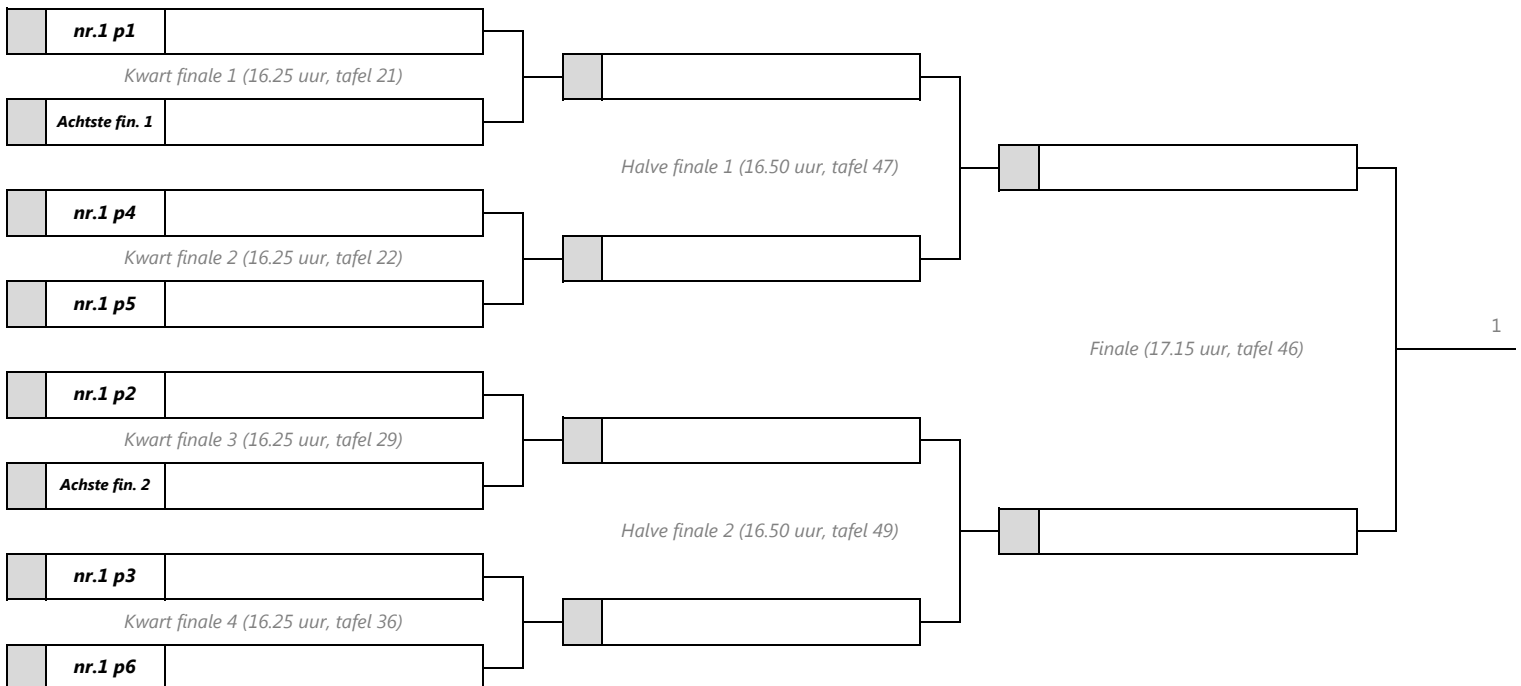 nr.1 p1
Kwart finale 1 (16.25 uur, tafel 21)
Achtste fin. 1
Halve finale 1 (16.50 uur, tafel 47)
nr.1 p4
Kwart finale 2 (16.25 uur, tafel 22)
nr.1 p5
1
Finale (17.15 uur, tafel 46)
nr.1 p2
Kwart finale 3 (16.25 uur, tafel 29)
Achste fin. 2
Halve finale 2 (16.50 uur, tafel 49)
nr.1 p3
Kwart finale 4 (16.25 uur, tafel 36)
nr.1 p6